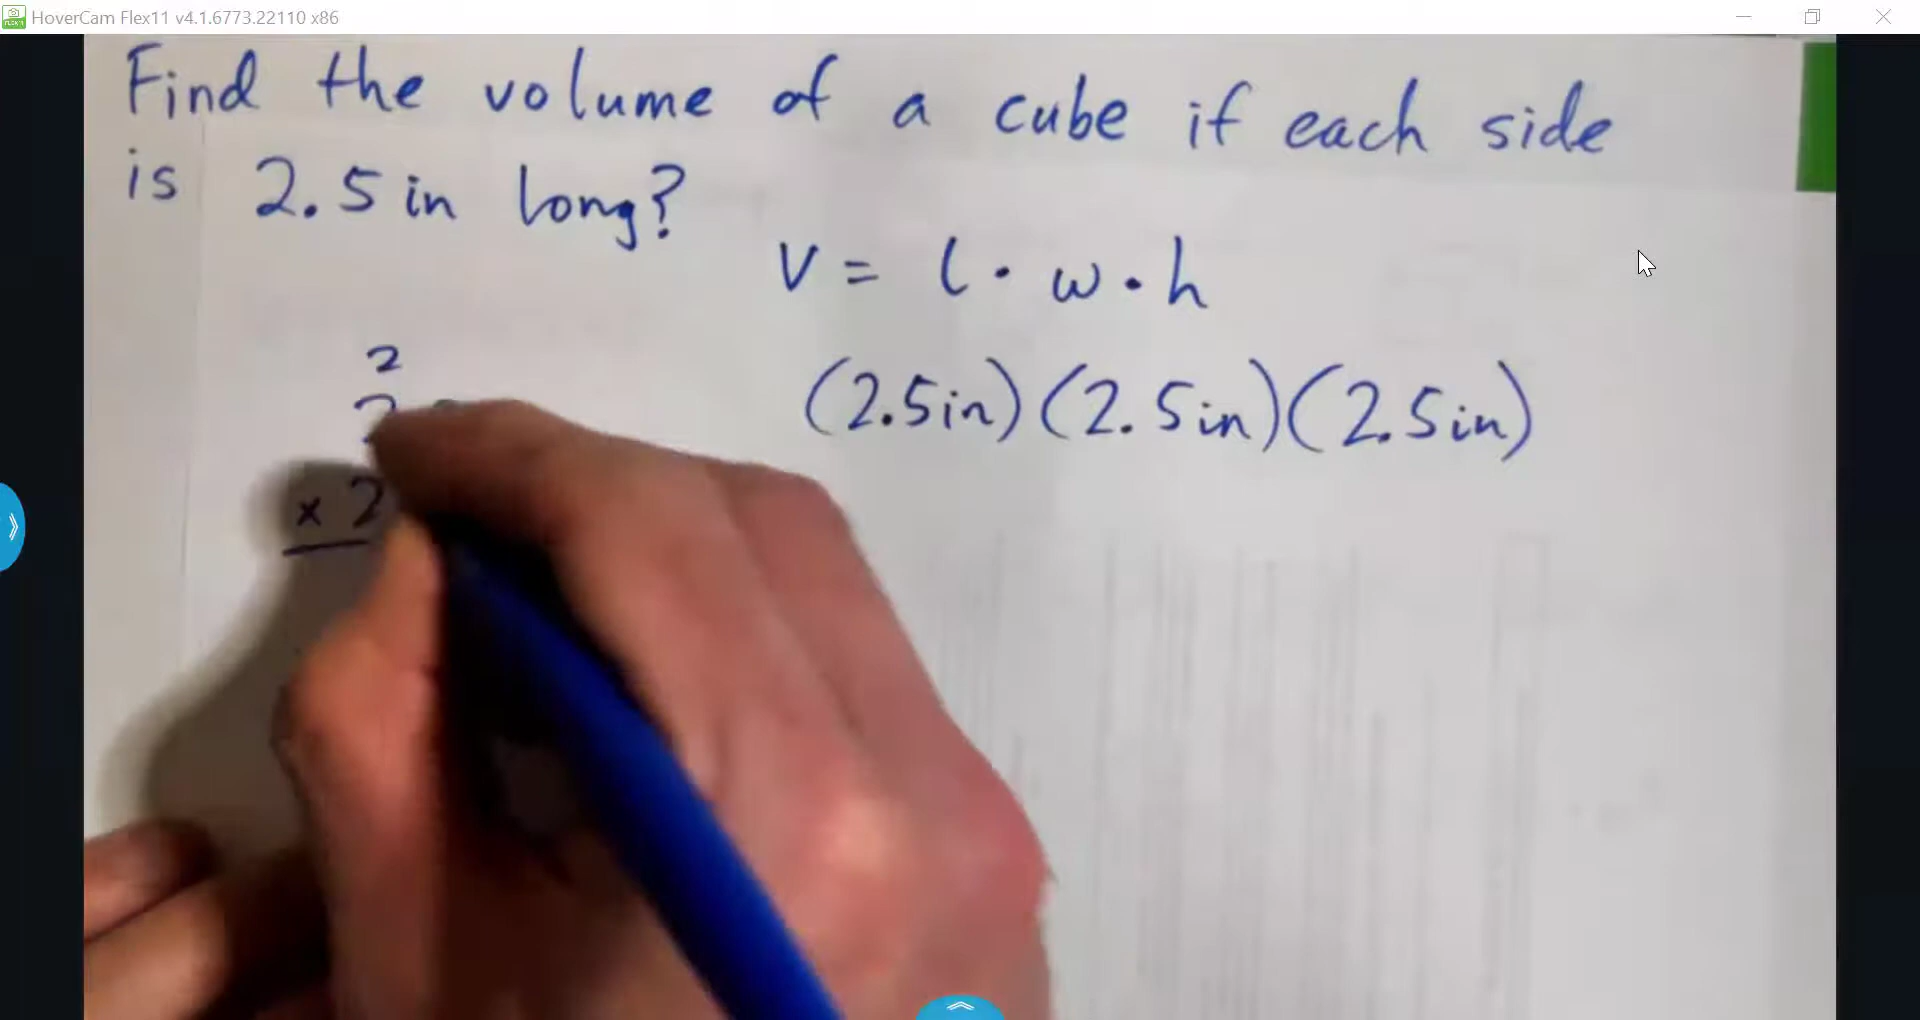 HoverCam Flex11 v4.1.6773.22110 x86
Find the volume of a cube if each side
is 2.5 in long?
V = l · w · h
2
(2.5in)(2.5in)(2.5in)
2
x 2